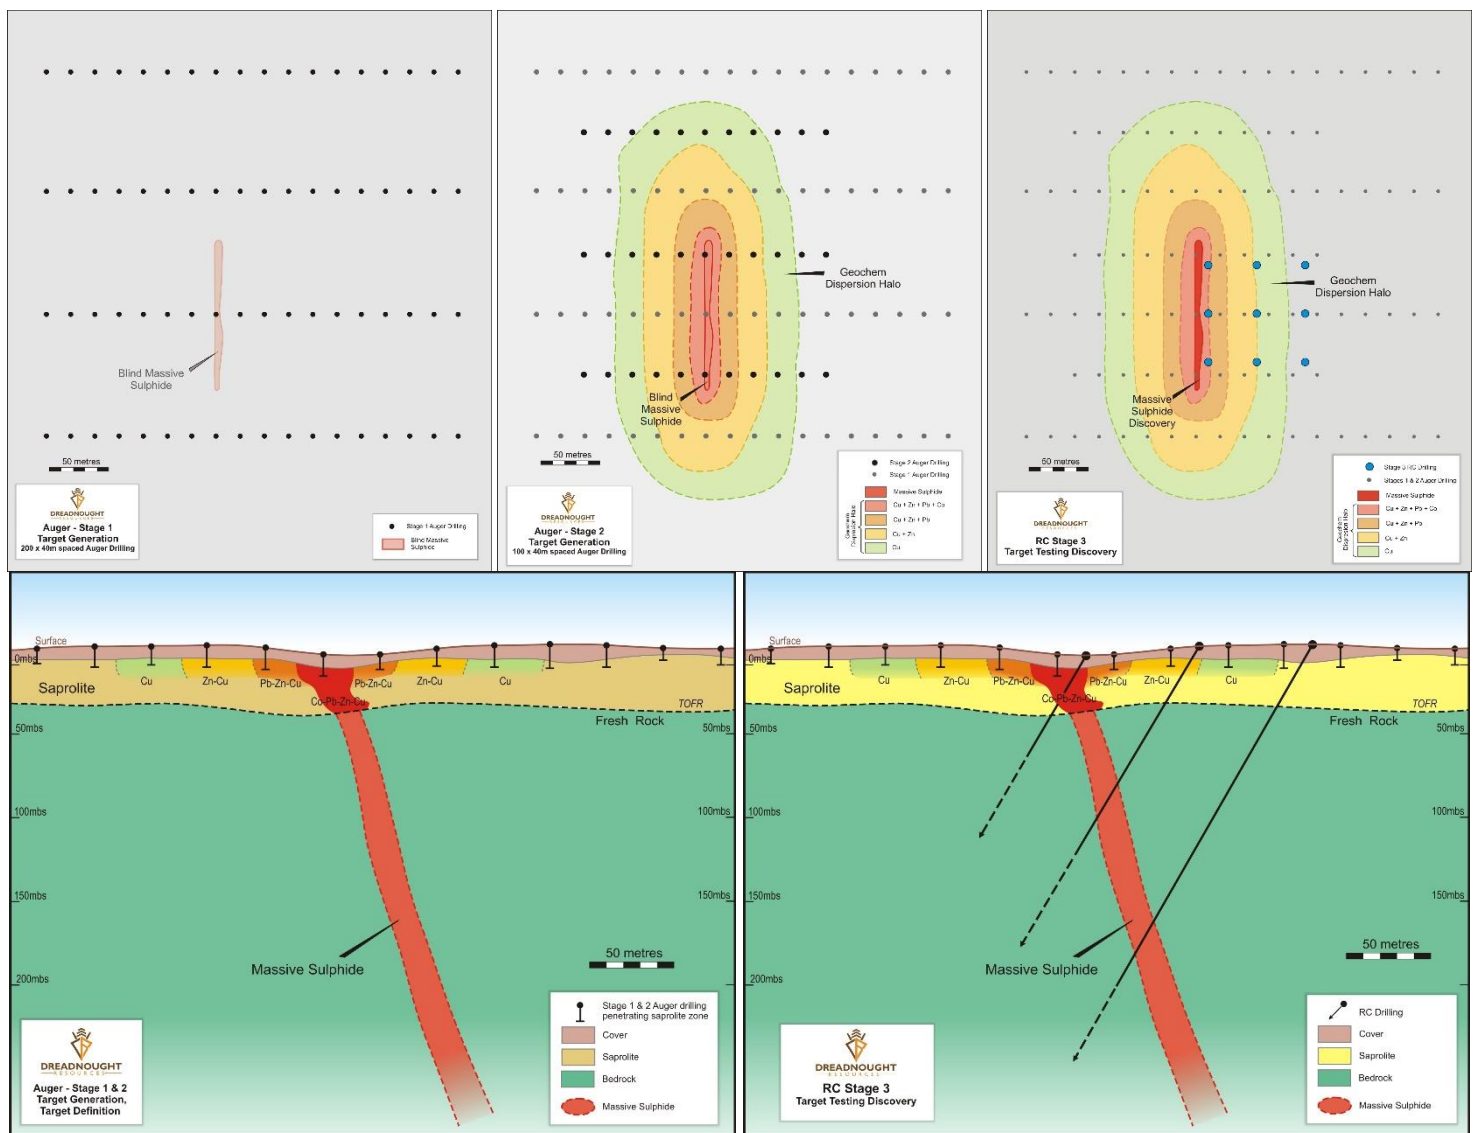 Blind Massive
Sulphide
50 metres
DREADNOUGHT
Auger - Stage 1
Target Generation
200 x 40m spaced Auger Drilling
Stage 1 Auger Drilling
Blind Massive
Sulphide
Geochem
Dispersion Halo
Blind
Massive
Sulphide
50 metres
DREADNOUGHT
Auger - Stage 2
Target Generation
100 x 40m spaced Auger Drilling
Stage 2 Auger Drilling
Stage 1 Auger Drilling
Massive Sulphide
Geochem
Dispersion Halo
Cu + Zn + Pb + Co
Cu + Zn + Pb
Cu + Zn
Cu
Geochem
Dispersion Halo
Massive
Sulphide
Discovery
50 metres
DREADNOUGHT
RC Stage 3
Target Testing Discovery
Stage 3 RC Drilling
Stages 1 & 2 Auger Drilling
Massive Sulphide
Geochem
Dispersion Halo
Cu + Zn + Pb + Co
Cu + Zn + Pb
Cu + Zn
Cu
Surface
0mbs
Saprolite
Cu
Zn-Cu
Pb-Zn-Cu
Co-Pb-Zn-Cu
Pb-Zn-Cu
Zn-Cu
Cu
TOFR
Fresh Rock
50mbs
50mbs
100mbs
100mbs
150mbs
150mbs
200mbs
Massive Sulphide
50 metres
DREADNOUGHT
RESOURCES
Auger - Stage 1 & 2
Target Generation,
Target Definition
Stage 1 & 2 Auger drilling
penetrating saprolite zone
Cover
Saprolite
Bedrock
Massive Sulphide
Surface
0mbs
Saprolite
Cu
Zn-Cu
Pb-Zn-Cu
Co-Pb-Zn-Cu
Pb-Zn-Cu
Zn-Cu
Cu
TOFR
Fresh Rock
50mbs
50mbs
100mbs
100mbs
150mbs
150mbs
200mbs
200mbs
Massive Sulphide
50 metres
DREADNOUGHT
RESOURCES
RC Stage 3
Target Testing Discovery
RC Drilling
Cover
Saprolite
Bedrock
Massive Sulphide